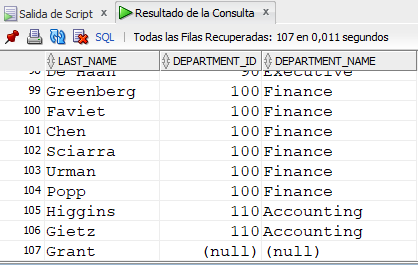 Salida de Script x Resultado de la Consulta x
SQL | Todas las Filas Recuperadas: 107 en 0,011 segundos
LAST_NAME DEPARTMENT_ID DEPARTMENT_NAME
98 De Haan 90 Executive
99 Greenberg 100 Finance
100 Faviet 100 Finance
101 Chen 100 Finance
102 Sciarra 100 Finance
103 Urman 100 Finance
104 Popp 100 Finance
105 Higgins 110 Accounting
106 Gietz 110 Accounting
107 Grant (null) (null)